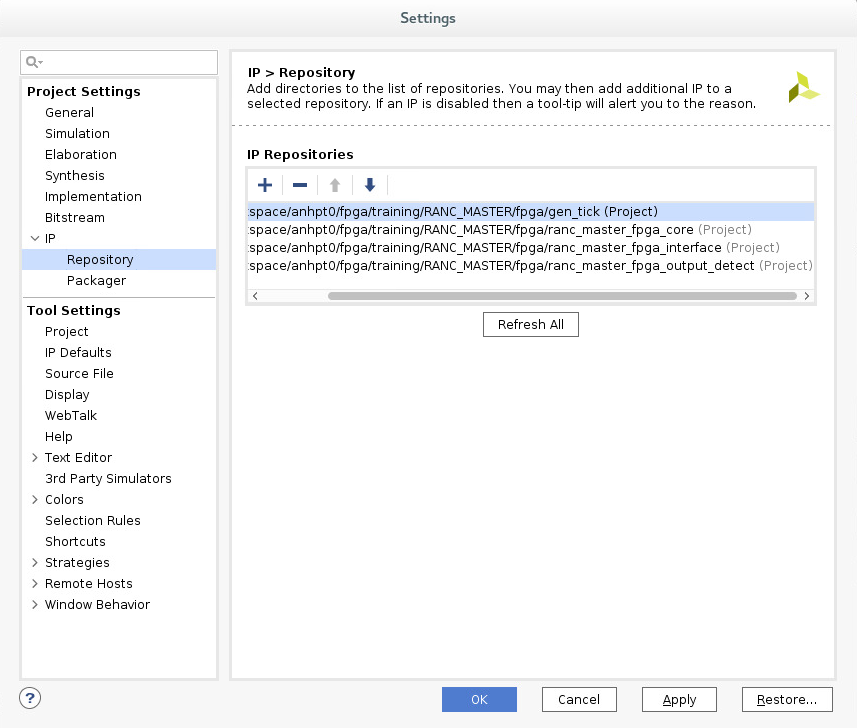 Settings
Project Settings
General
Simulation
Elaboration
Synthesis
Implementation
Bitstream
IP
Repository
Packager
Tool Settings
Project
IP Defaults
Source File
Display
WebTalk
Help
Text Editor
3rd Party Simulators
Colors
Selection Rules
Shortcuts
Strategies
Remote Hosts
Window Behavior
IP > Repository
Add directories to the list of repositories. You may then add additional IP to a
selected repository. If an IP is disabled then a tool-tip will alert you to the reason.
IP Repositories
space/anhpt0/fpga/training/RANC_MASTER/fpga/gen_tick (Project)
space/anhpt0/fpga/training/RANC_MASTER/fpga/ranc_master_fpga_core (Project)
space/anhpt0/fpga/training/RANC_MASTER/fpga/ranc_master_fpga_interface (Project)
space/anhpt0/fpga/training/RANC_MASTER/fpga/ranc_master_fpga_output_detect (Project)
Refresh All
?
OK
Cancel
Apply
Restore...